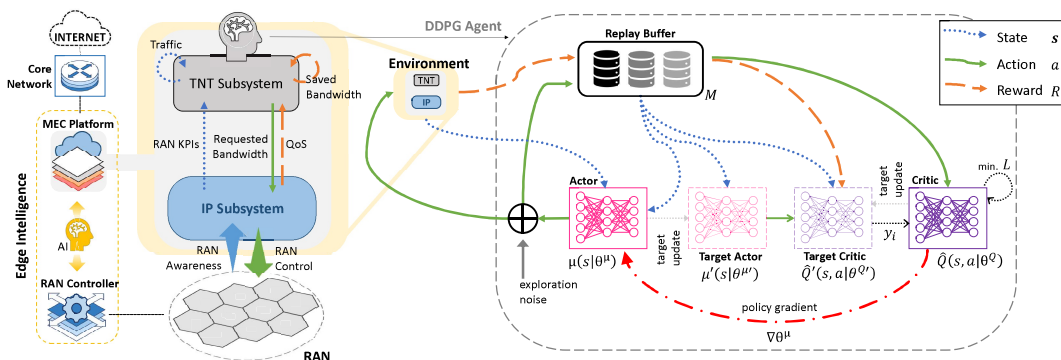 INTERNET
Core
Network
MEC Platform
AI
RAN Controller
Edge Intelligence
Traffic
TNT Subsystem
Saved
Bandwidth
RAN KPIs
Requested
Bandwidth
QoS
IP Subsystem
RAN
Awareness
RAN
Control
RAN
DDPG Agent
Environment
TNT
IP
Replay Buffer
M
State s
Action a
Reward R
Actor
μ(s|θ^μ)
target
update
Target Actor
μ′(s|θ^μ′)
Target Critic
Q̂′(s,a|θ^Q′)
target
update
y_i
Critic
Q̂(s,a|θ^Q)
min. L
exploration
noise
policy gradient
∇θ^μ